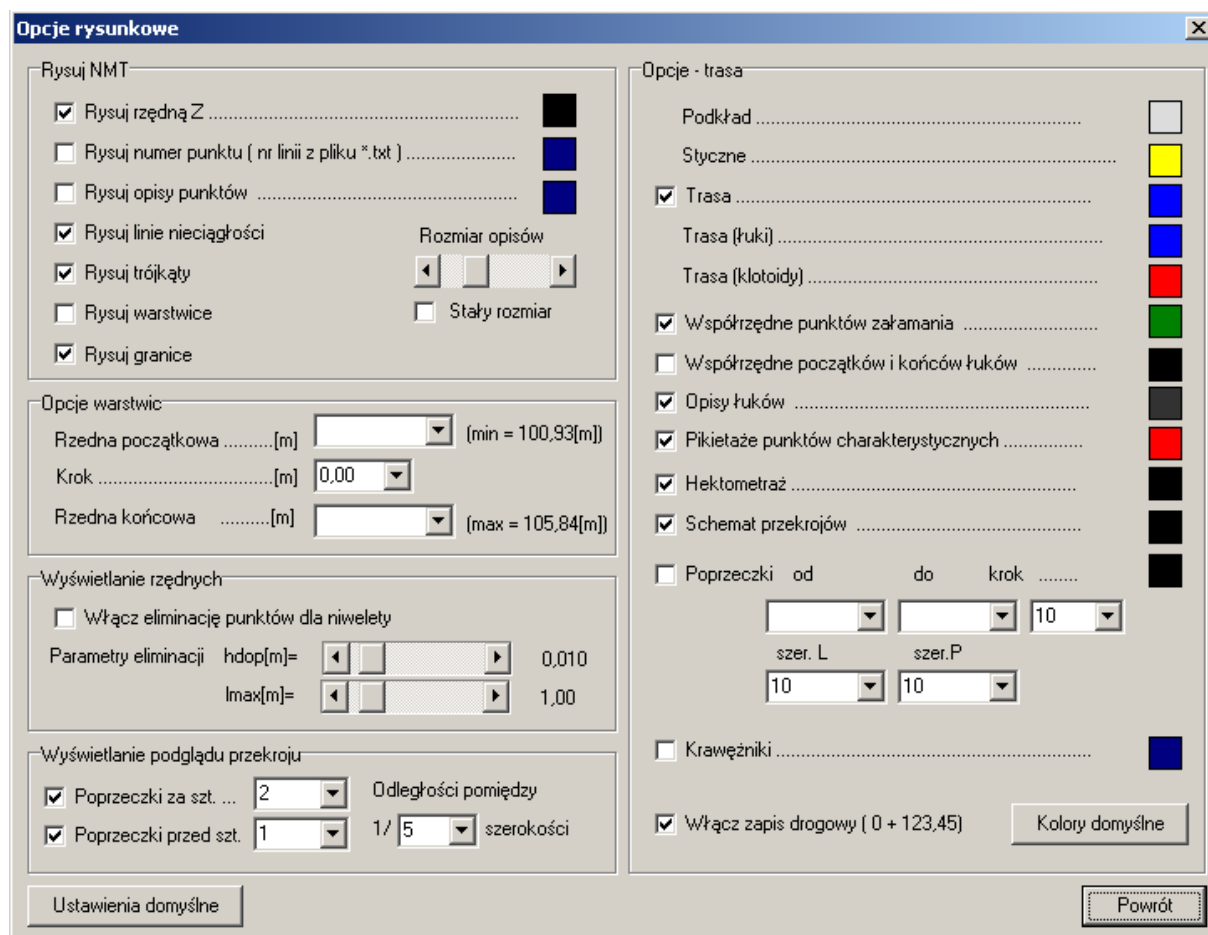 Opcje rysunkowe
Rysuj NMT
Rysuj rzędną Z ....................................................
Rysuj numer punktu ( nr linii z pliku *.txt ) ......................
Rysuj opisy punktów ............................................
Rysuj linie nieciągłości
Rozmiar opisów
Rysuj trójkąty
Rysuj warstwice
Stały rozmiar
Rysuj granice
Opcje warstwic
Rzedna początkowa .........[m]
(min = 100,93[m])
Krok ..............................[m]
0,00
Rzedna końcowa ..........[m]
(max = 105,84[m])
Wyświetlanie rzędnych
Włącz eliminację punktów dla niwelety
Parametry eliminacji hdop[m]=
0,010
lmax[m]=
1,00
Wyświetlanie podglądu przekroju
Poprzeczki za szt. ...
2
Odległości pomiędzy
Poprzeczki przed szt.
1
1/ 5 szerokości
Ustawienia domyślne
Opcje - trasa
Podkład .......................................................
Styczne ..............................................................
Trasa ............................................................
Trasa (łuki) .......................................................
Trasa (klotoidy) ..................................................
Współrzędne punktów załamania .......................
Współrzędne początków i końców łuków ............
Opisy łuków ..................................................
Pikietaże punktów charakterystycznych ..............
Hektometraż ................................................
Schemat przekrojów ......................................
Poprzeczki od do krok ........
10
szer. L szer.P
10 10
Krawężniki .....................................................
Włącz zapis drogowy ( 0 + 123,45)
Kolory domyślne
Powrót